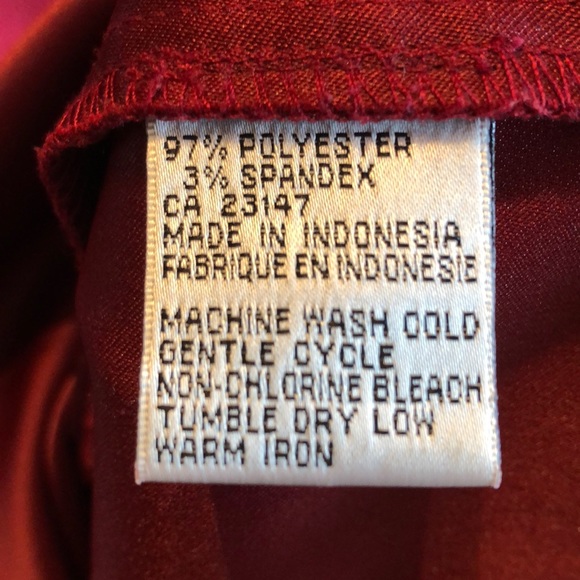 97% POLYESTER
3% SPANDEX
CA 23147
MADE IN INDONESIA
FABRIQUE EN INDONESIE
MACHINE WASH COLD
GENTLE CYCLE
NON-CHLORINE BLEACH
TUMBLE DRY LOW
WARM IRON